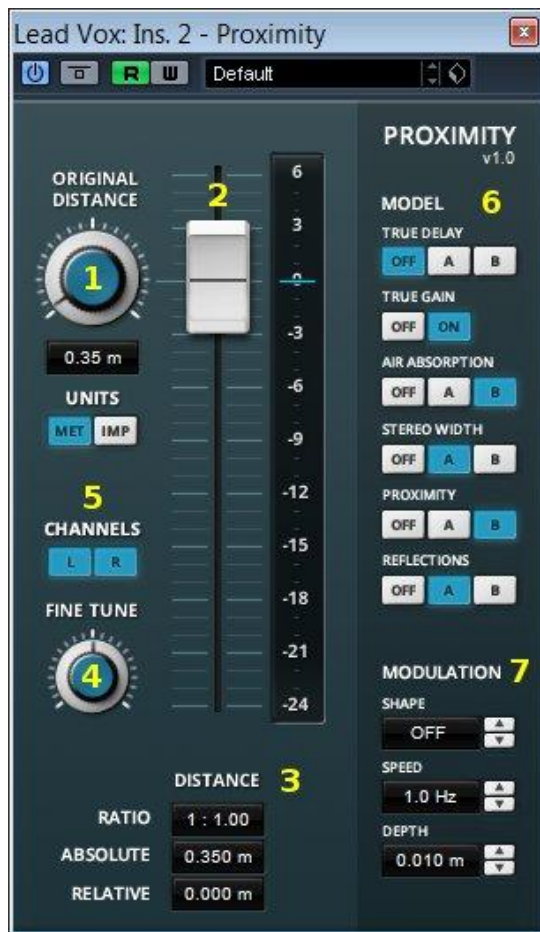 Lead Vox: Ins. 2 - Proximity
R W Default
PROXIMITY
v1.0
ORIGINAL
DISTANCE
1
0.35 m
UNITS
MET IMP
5
CHANNELS
L R
FINE TUNE
4
2
6
3
0
-3
-6
-9
-12
-15
-18
-21
-24
DISTANCE 3
RATIO 1 : 1.00
ABSOLUTE 0.350 m
RELATIVE 0.000 m
MODEL 6
TRUE DELAY
OFF A B
TRUE GAIN
OFF ON
AIR ABSORPTION
OFF A B
STEREO WIDTH
OFF A B
PROXIMITY
OFF A B
REFLECTIONS
OFF A B
MODULATION 7
SHAPE
OFF
SPEED
1.0 Hz
DEPTH
0.010 m